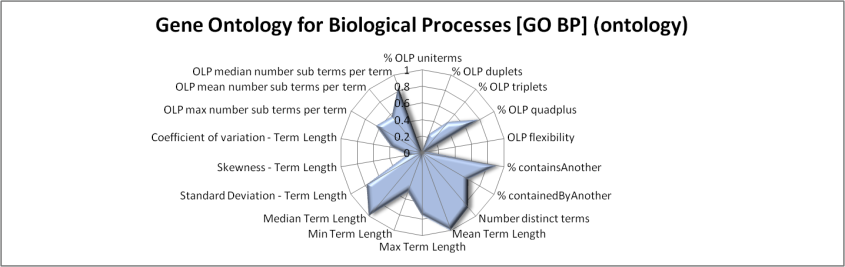 Gene Ontology for Biological Processes [GO BP] (ontology)
% OLP uniterms
OLP median number sub terms per term
1
% OLP duplets
OLP mean number sub terms per term
0.8
% OLP triplets
0.6
OLP max number sub terms per term
% OLP quadplus
0.4
Coefficient of variation - Term Length
0.2
OLP flexibility
0
Skewness - Term Length
% containsAnother
Standard Deviation - Term Length
% containedByAnother
Median Term Length
Number distinct terms
Min Term Length
Mean Term Length
Max Term Length